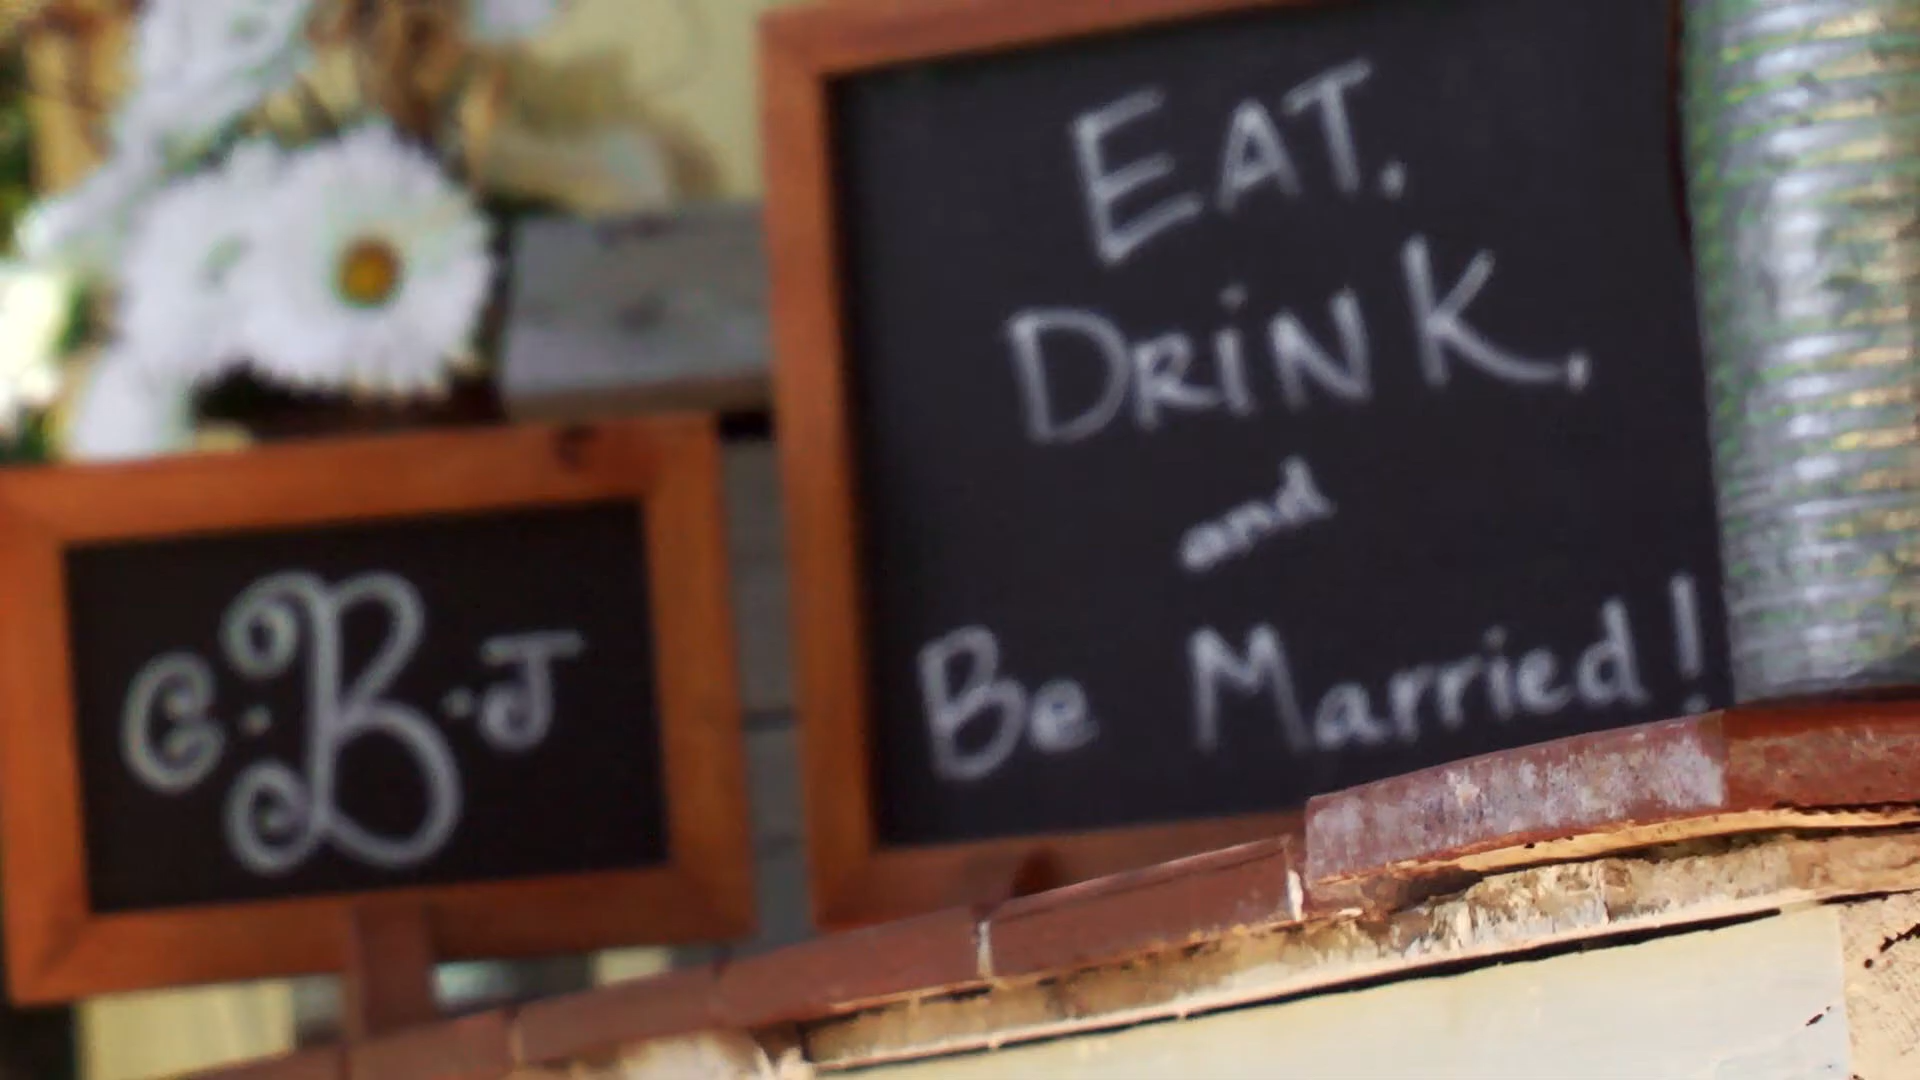 EAT,
DRiNK,
and
Be Married!
G·B·J